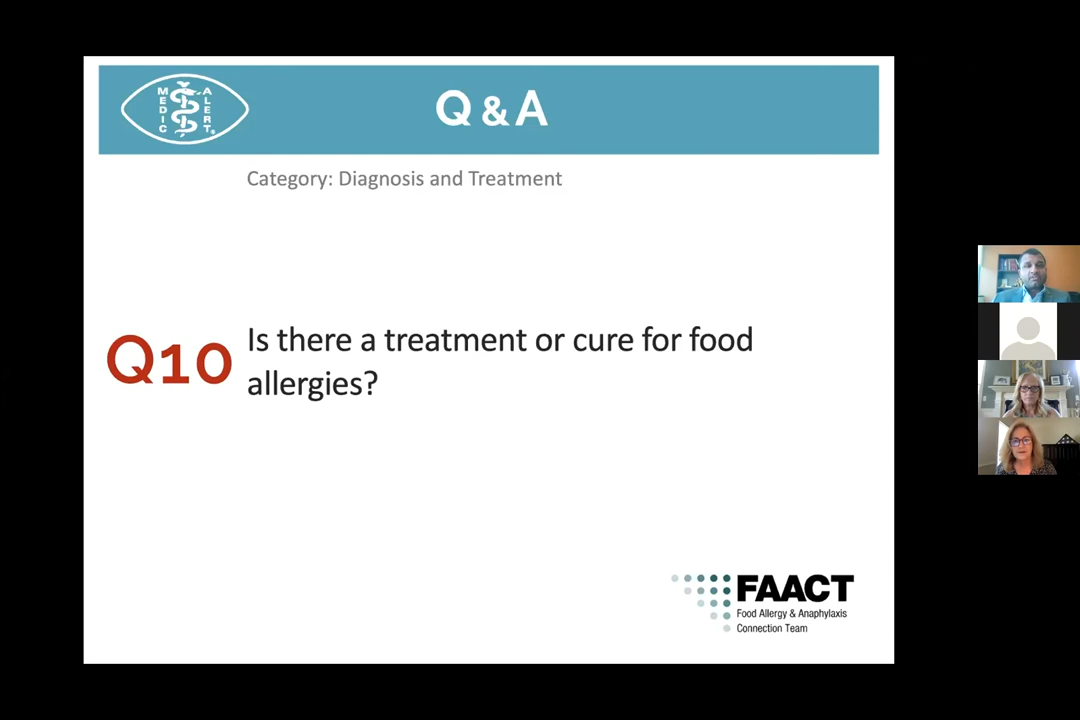 MEDIC ALERT®
Q & A
Category: Diagnosis and Treatment
Q10
Is there a treatment or cure for food
allergies?
FAACT
Food Allergy & Anaphylaxis
Connection Team